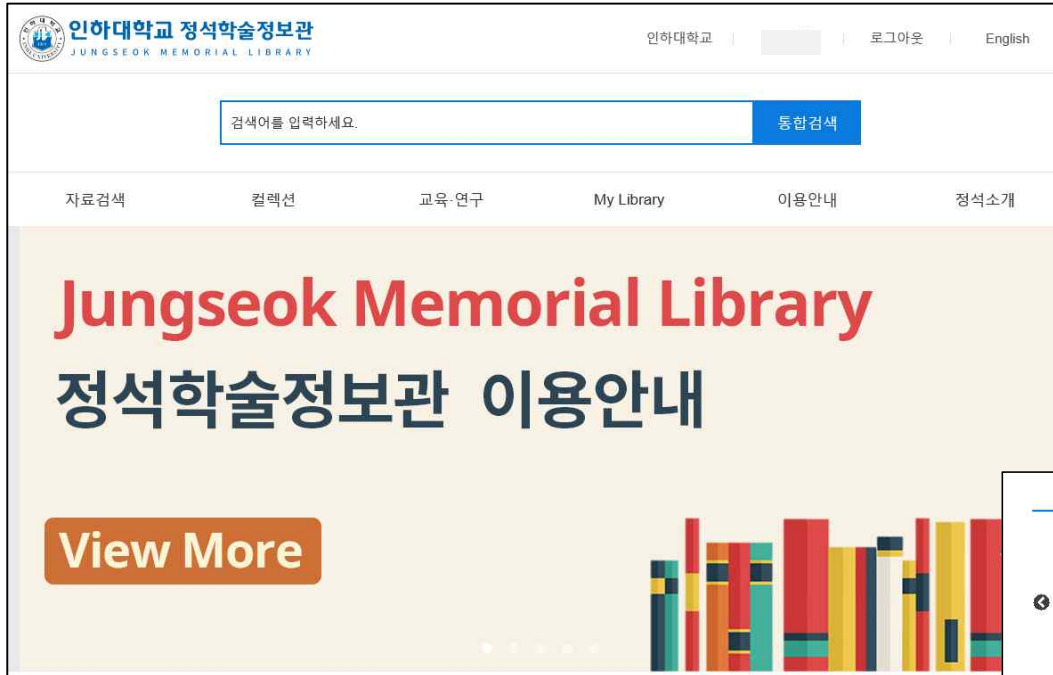 인하대학교 정석학술정보관
JUNGSEOK MEMORIAL LIBRARY
인하대학교 로그아웃 English
검색어를 입력하세요. 통합검색
자료검색 컬렉션 교육·연구 My Library 이용안내 정석소개
Jungseok Memorial Library
정석학술정보관 이용안내
View More